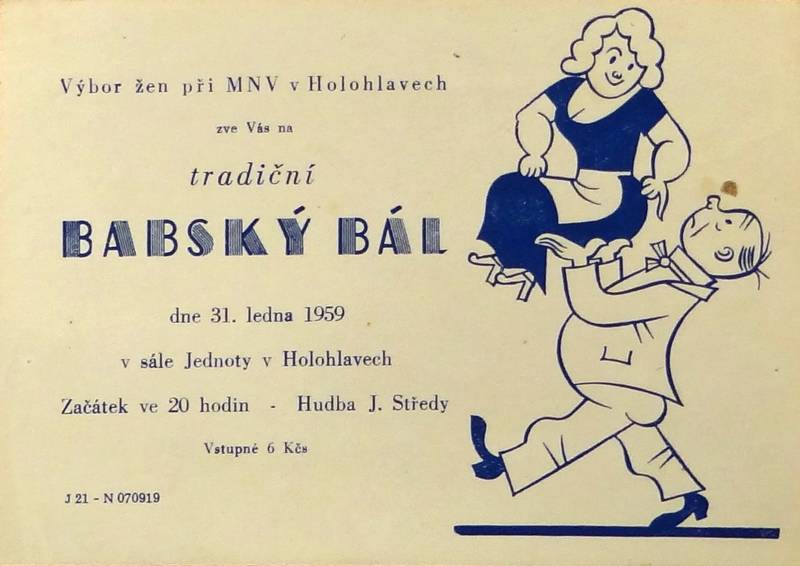 Výbor žen při MNV v Holohlavech
zve Vás na
tradiční
BABSKÝ BÁL
dne 31. ledna 1959
v sále Jednoty v Holohlavech
Začátek ve 20 hodin - Hudba J. Středy
Vstupné 6 Kčs
J 21 - N 070919